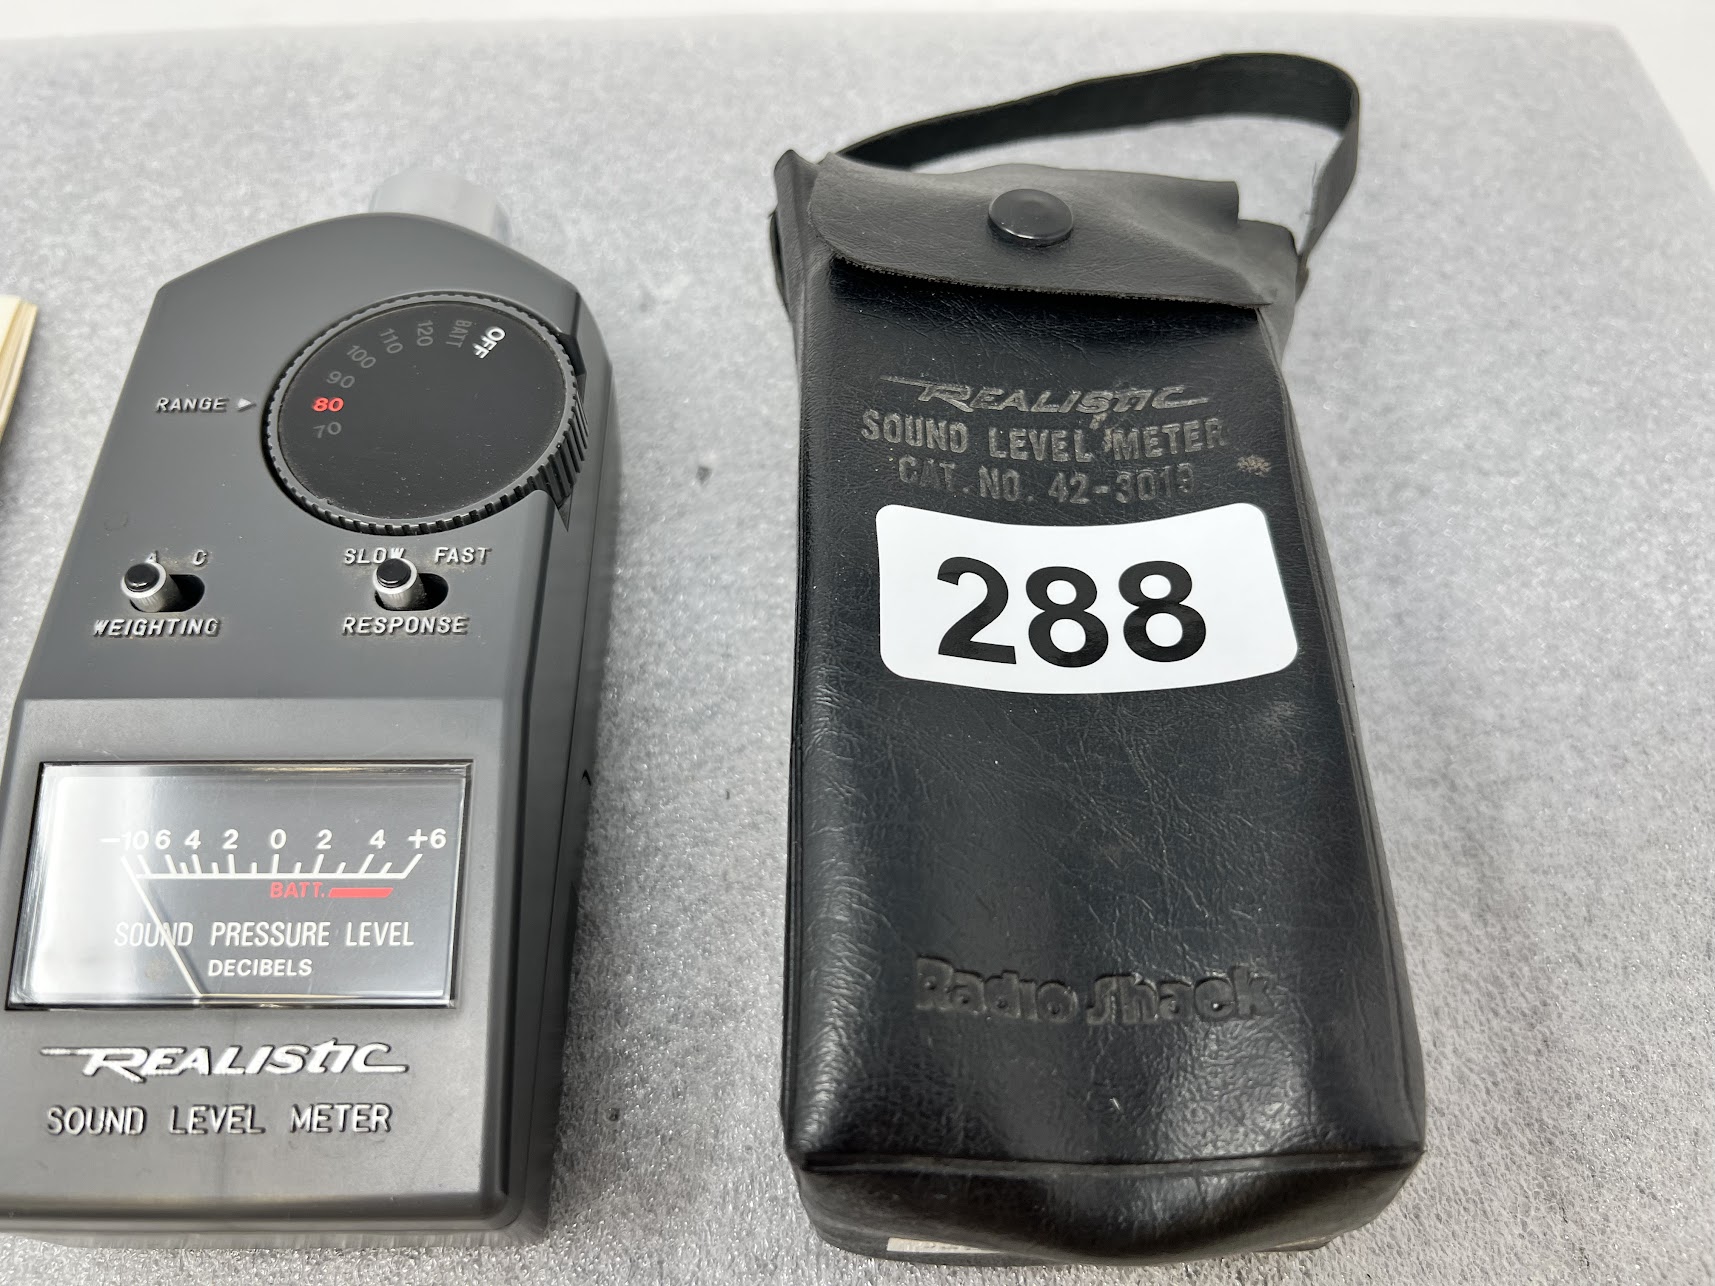 OFF
BATT
120
110
100
90
80
70
RANGE
A C
WEIGHTING
SLOW FAST
RESPONSE
-10 6 4 2 0 2 4 +6
BATT.
SOUND PRESSURE LEVEL
DECIBELS
REALISTIC
SOUND LEVEL METER
REALISTIC
SOUND LEVEL METER
CAT. NO. 42-3019
288
Radio Shack